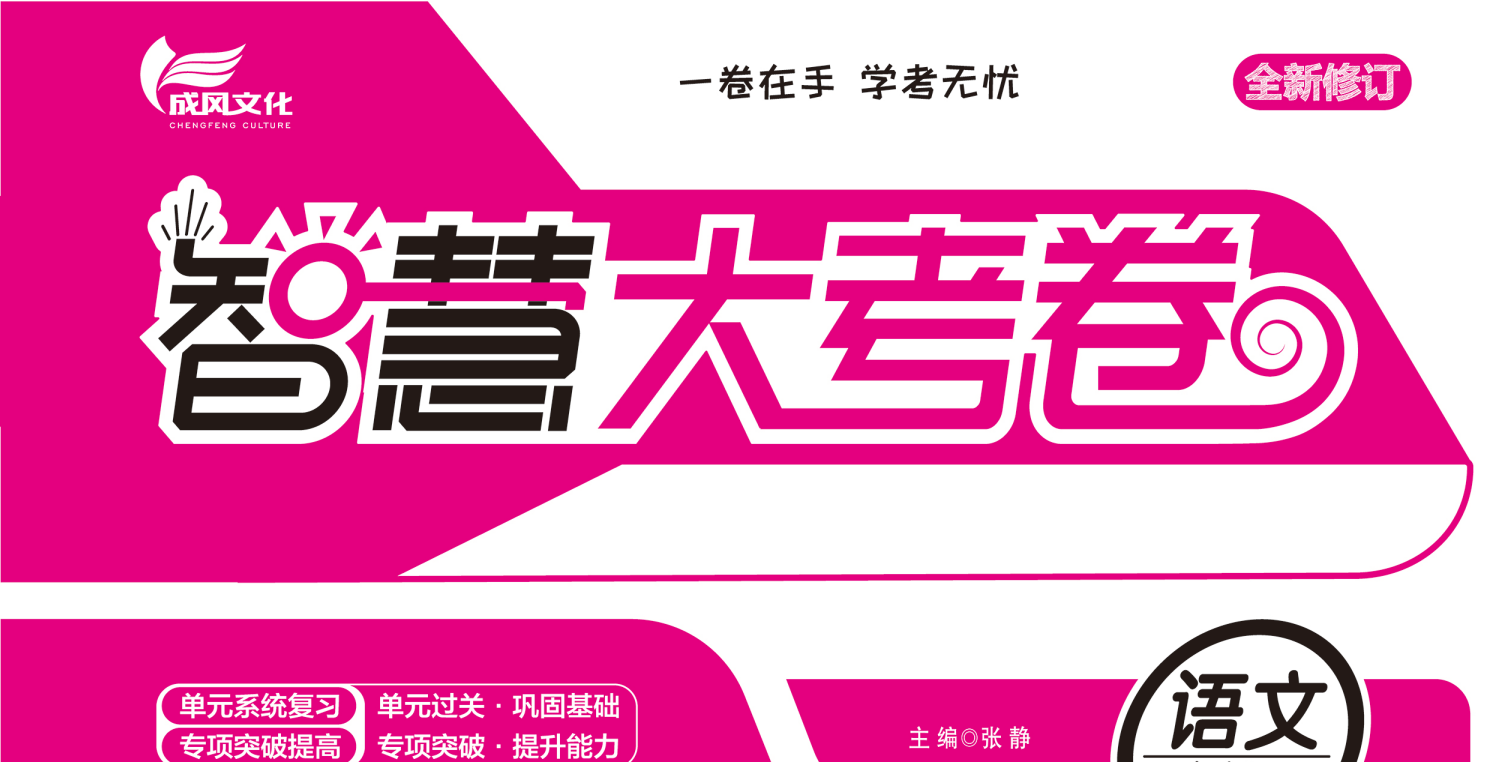 成风文化
CHENGFENG CULTURE
一卷在手 学考无忧
全新修订
智慧大考卷
单元系统复习 单元过关·巩固基础
专项突破提高 专项突破·提升能力
主编◎张静
语文